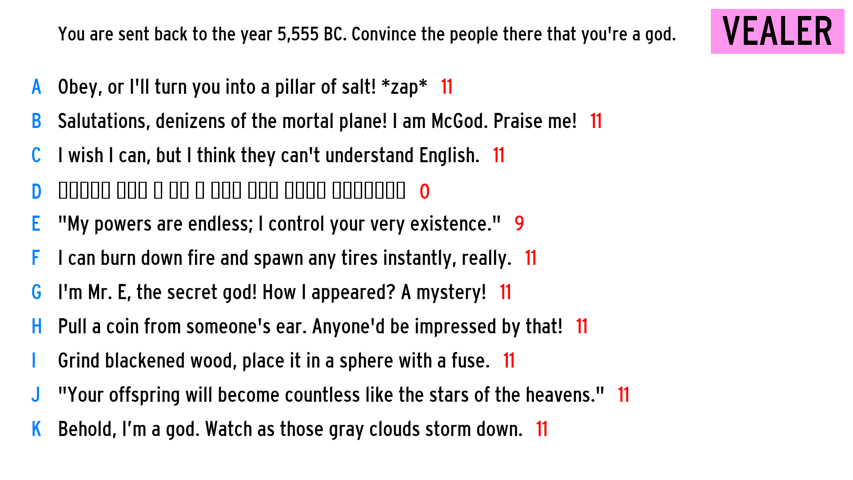 You are sent back to the year 5,555 BC. Convince the people there that you're a god.
VEALER
A Obey, or I'll turn you into a pillar of salt! *zap* 11
B Salutations, denizens of the mortal plane! I am McGod. Praise me! 11
C I wish I can, but I think they can't understand English. 11
D ▯▯▯▯▯ ▯▯▯ ▯ ▯▯ ▯ ▯▯▯ ▯▯▯ ▯▯▯▯ ▯▯▯▯▯▯▯ 0
E "My powers are endless; I control your very existence." 9
F I can burn down fire and spawn any tires instantly, really. 11
G I'm Mr. E, the secret god! How I appeared? A mystery! 11
H Pull a coin from someone's ear. Anyone'd be impressed by that! 11
I Grind blackened wood, place it in a sphere with a fuse. 11
J "Your offspring will become countless like the stars of the heavens." 11
K Behold, I’m a god. Watch as those gray clouds storm down. 11